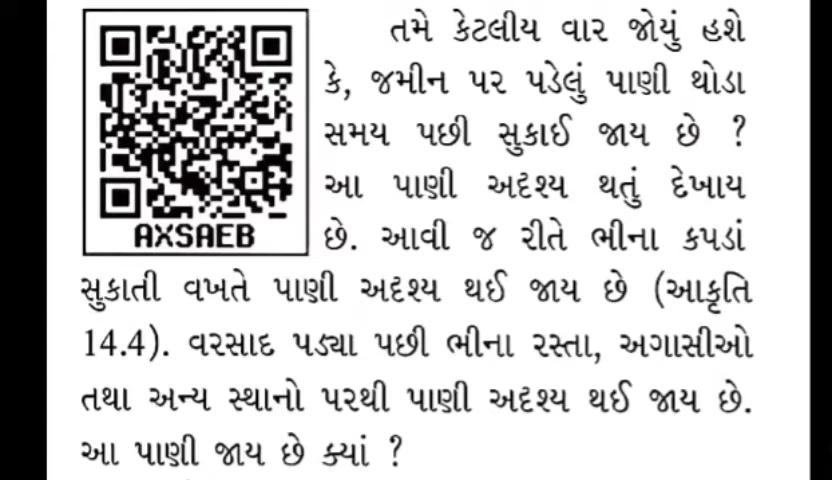 તમે કેટલીય વાર જોયું હશે
કે, જમીન પર પડેલું પાણી થોડા
સમય પછી સુકાઈ જાય છે ?
આ પાણી અદૃશ્ય થતું દેખાય
છે. આવી જ રીતે ભીના કપડાં
AXSAEB
સુકાતી વખતે પાણી અદૃશ્ય થઈ જાય છે (આકૃતિ
14.4). વરસાદ પડ્યા પછી ભીના રસ્તા, અગાસીઓ
તથા અન્ય સ્થાનો પરથી પાણી અદૃશ્ય થઈ જાય છે.
આ પાણી જાય છે ક્યાં ?